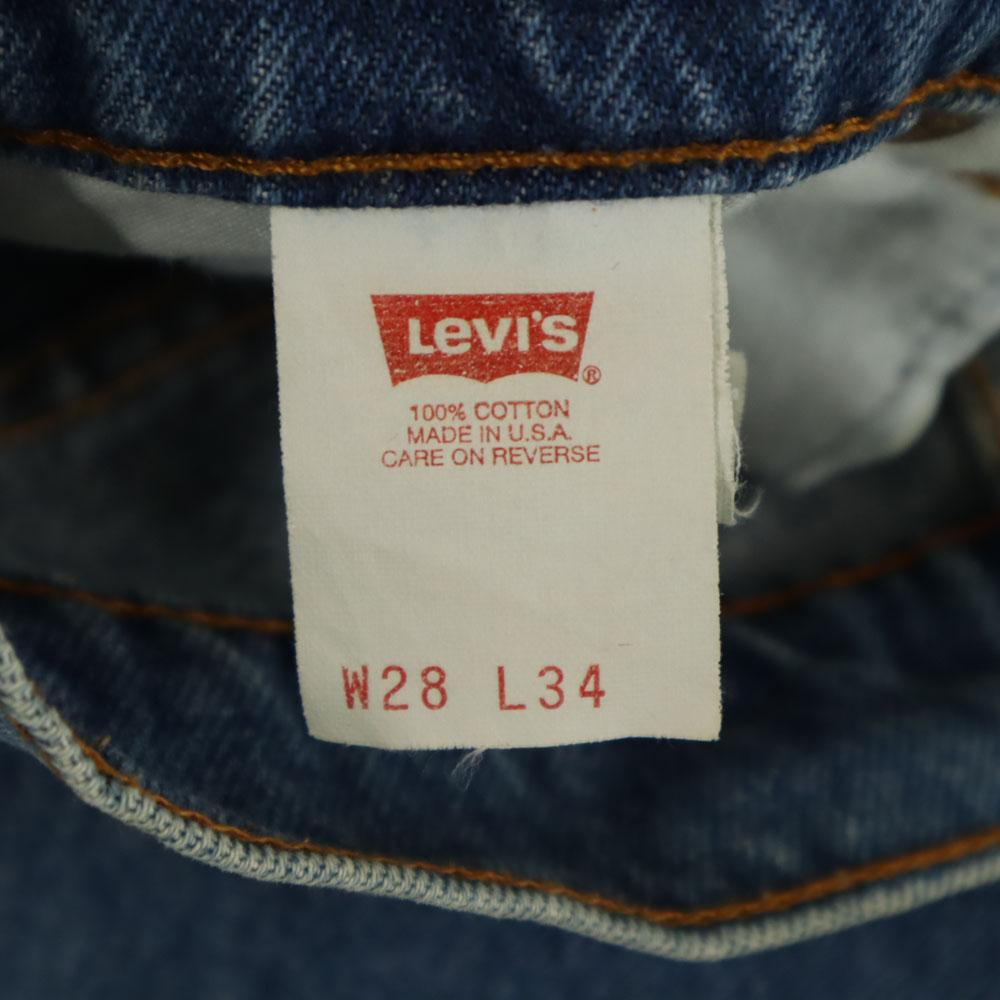 LEVI'S ®
100% COTTON
MADE IN U.S.A.
CARE ON REVERSE
W28 L34